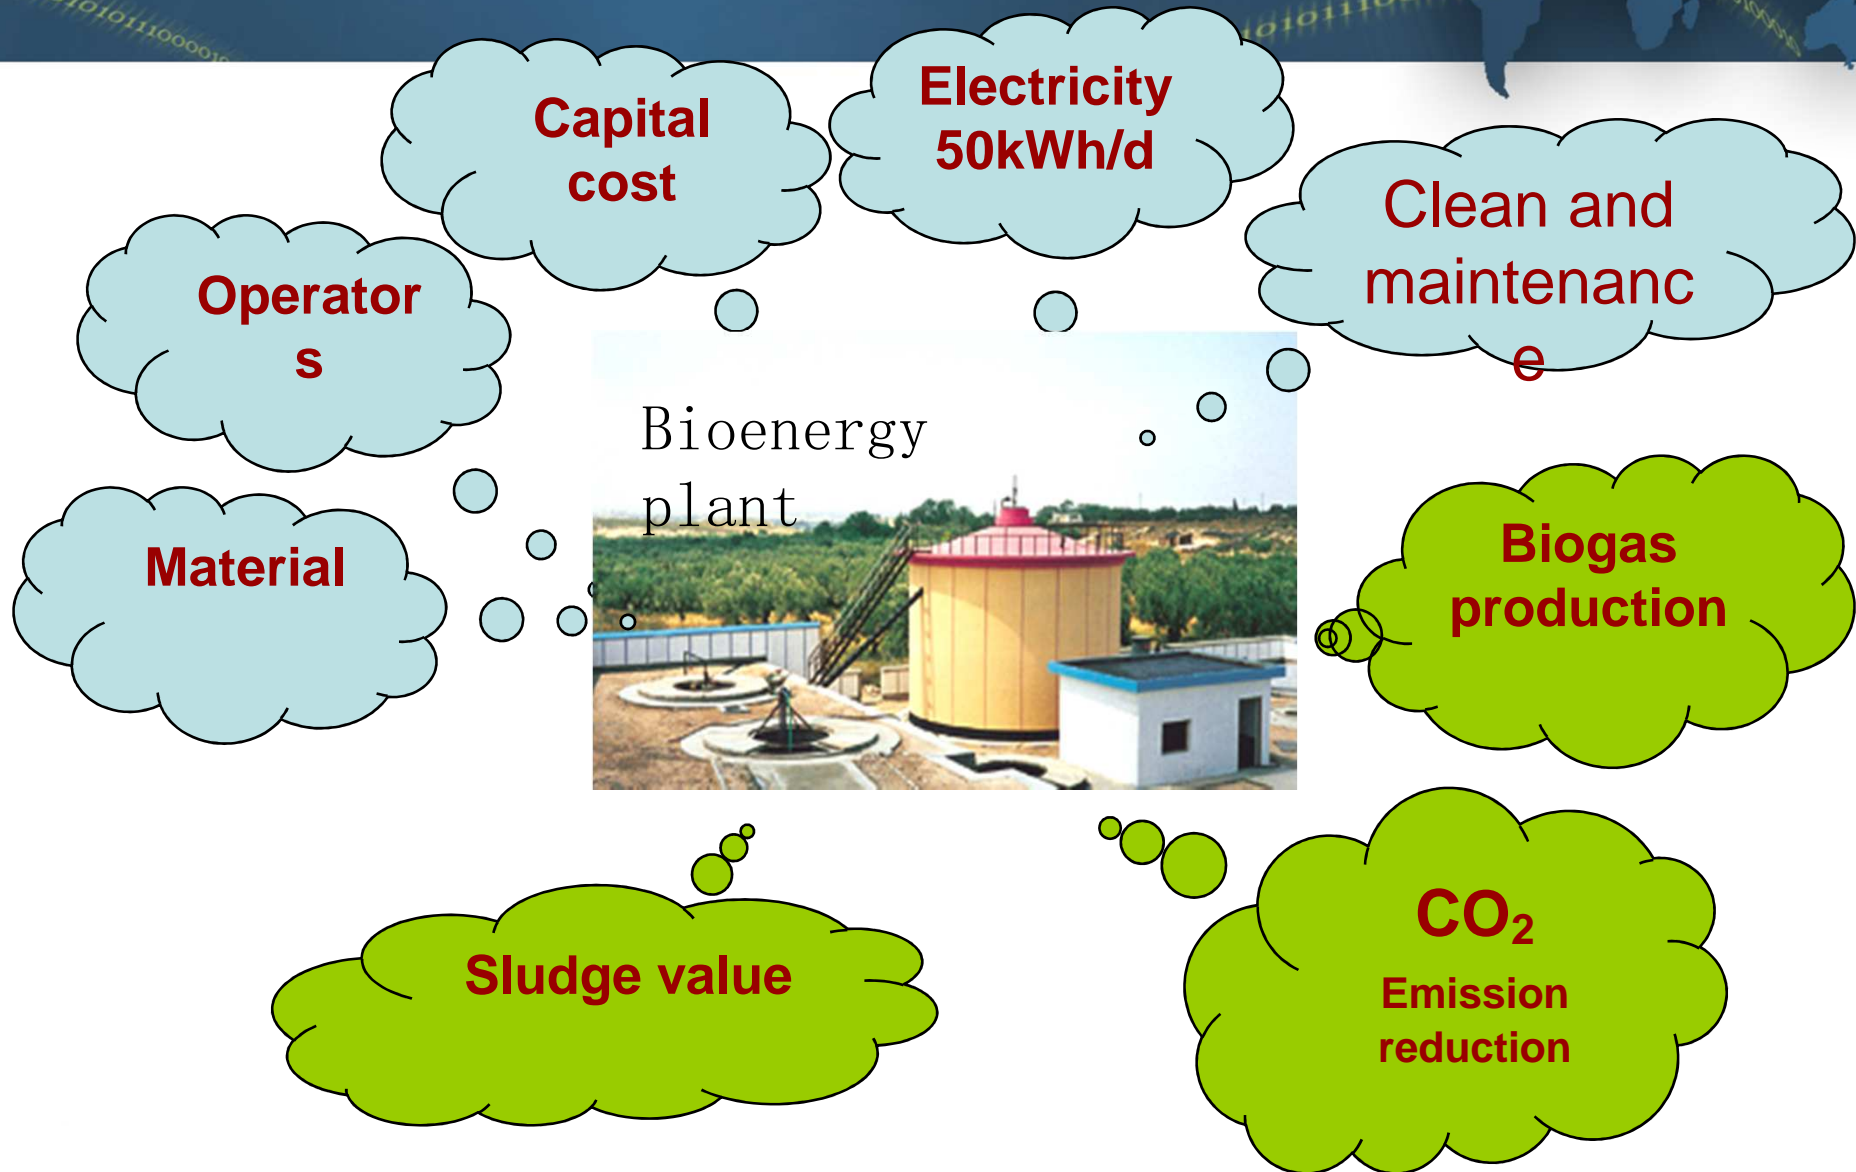 Capital
cost
Electricity
50kWh/d
Clean and
maintenanc
e
Operator
s
Material
Bioenergy
plant
Biogas
production
Sludge value
CO₂
Emission
reduction